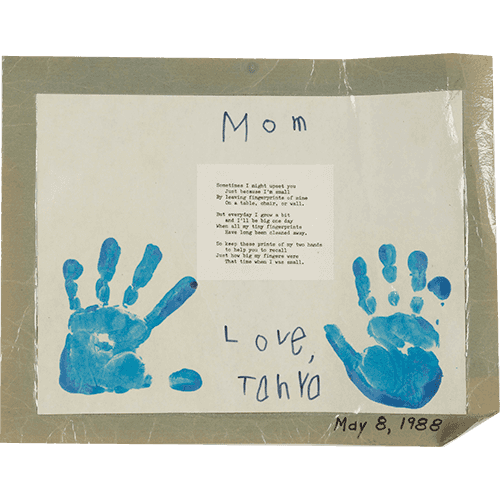 Mom
Sometimes I might upset you
Just because I'm small
By leaving fingerprints of mine
On a table, chair, or wall.
But everyday I grow a bit
and I'll be big one day
When all my tiny fingerprints
Have long been cleaned away.
So keep these prints of my two hands
to help you to recall
Just how big my fingers were
That time when I was small.
Love,
Tanya
May 8, 1988